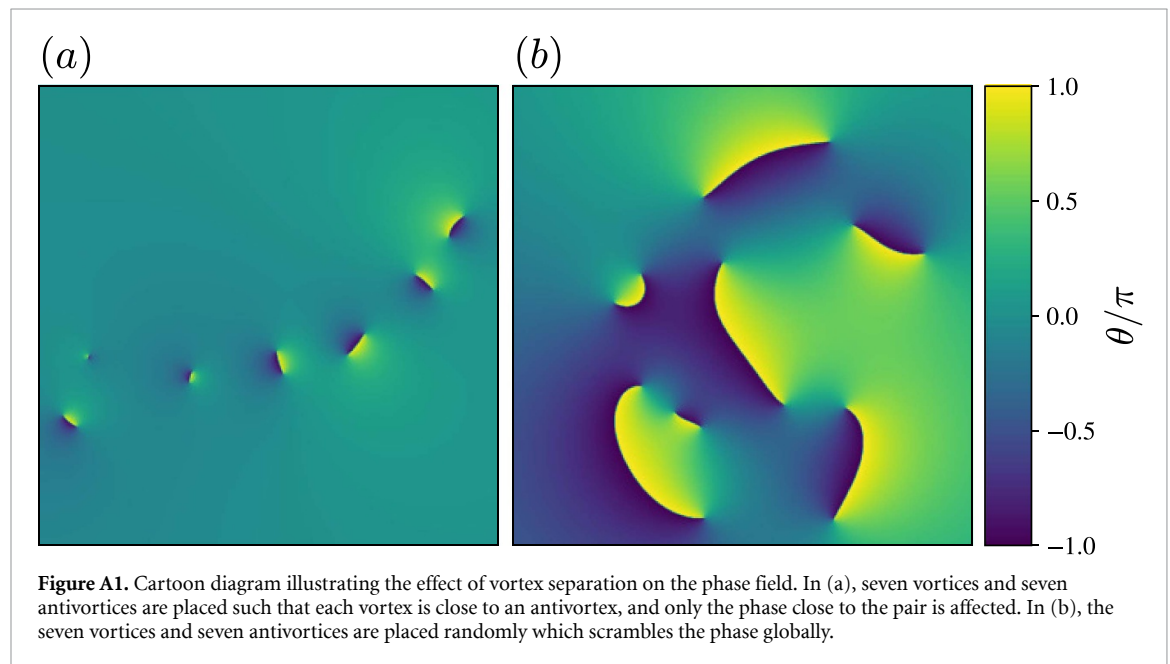 (a)
(b)
1.0
0.5
0.0
−0.5
−1.0
θ/π
Figure A1. Cartoon diagram illustrating the effect of vortex separation on the phase field. In (a), seven vortices and seven
antivortices are placed such that each vortex is close to an antivortex, and only the phase close to the pair is affected. In (b), the
seven vortices and seven antivortices are placed randomly which scrambles the phase globally.